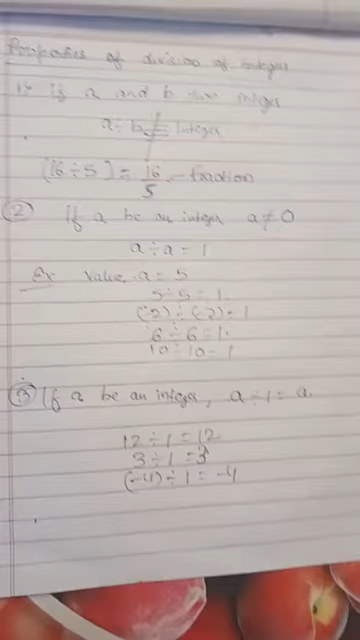 Properties of division of integers
1) If a and b two integer
a ÷ b ≠ Integer
(16 ÷ 5) = 16/5 - fraction
② If a be an integer a ≠ 0
a ÷ a = 1
Ex value a = 5
5 ÷ 5 = 1
(-2) ÷ (-2) = 1
6 ÷ 6 = 1
10 ÷ 10 = 1
③ If a be an integer, a ÷ 1 = a
12 ÷ 1 = 12
3 ÷ 1 = 3
(-4) ÷ 1 = -4